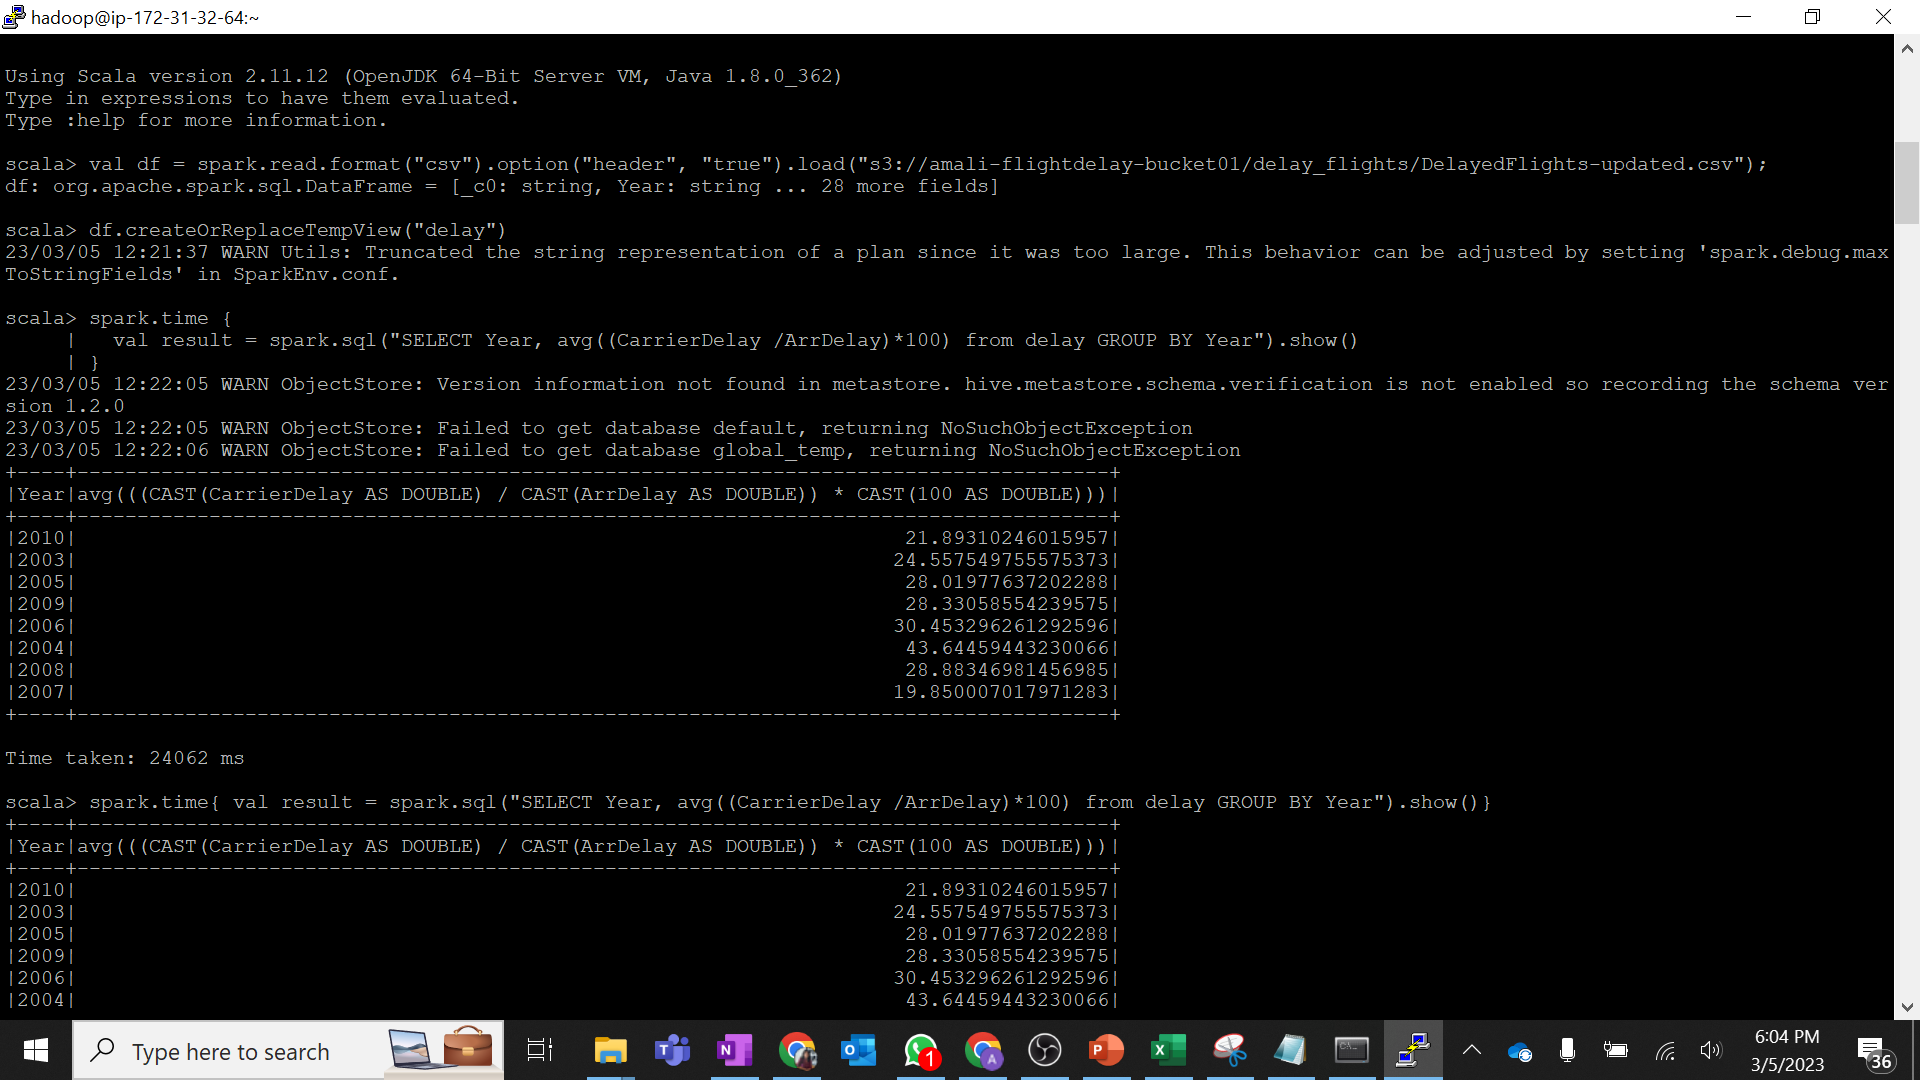 hadoop@ip-172-31-32-64:~
Using Scala version 2.11.12 (OpenJDK 64-Bit Server VM, Java 1.8.0_362)
Type in expressions to have them evaluated.
Type :help for more information.
scala> val df = spark.read.format("csv").option("header", "true").load("s3://amali-flightdelay-bucket01/delay_flights/DelayedFlights-updated.csv");
df: org.apache.spark.sql.DataFrame = [_c0: string, Year: string ... 28 more fields]
scala> df.createOrReplaceTempView("delay")
23/03/05 12:21:37 WARN Utils: Truncated the string representation of a plan since it was too large. This behavior can be adjusted by setting 'spark.debug.max
ToStringFields' in SparkEnv.conf.
scala> spark.time {
     |   val result = spark.sql("SELECT Year, avg((CarrierDelay /ArrDelay)*100) from delay GROUP BY Year").show()
     | }
23/03/05 12:22:05 WARN ObjectStore: Version information not found in metastore. hive.metastore.schema.verification is not enabled so recording the schema ver
sion 1.2.0
23/03/05 12:22:05 WARN ObjectStore: Failed to get database default, returning NoSuchObjectException
23/03/05 12:22:06 WARN ObjectStore: Failed to get database global_temp, returning NoSuchObjectException
+----+--------------------------------------------------------------------------------------+
|Year|avg(((CAST(CarrierDelay AS DOUBLE) / CAST(ArrDelay AS DOUBLE)) * CAST(100 AS DOUBLE)))|
+----+--------------------------------------------------------------------------------------+
|2010|                                                                     21.89310246015957|
|2003|                                                                    24.557549755575373|
|2005|                                                                     28.01977637202288|
|2009|                                                                     28.33058554239575|
|2006|                                                                    30.453296261292596|
|2004|                                                                     43.64459443230066|
|2008|                                                                     28.88346981456985|
|2007|                                                                    19.850007017971283|
+----+--------------------------------------------------------------------------------------+
Time taken: 24062 ms
scala> spark.time{ val result = spark.sql("SELECT Year, avg((CarrierDelay /ArrDelay)*100) from delay GROUP BY Year").show()}
+----+--------------------------------------------------------------------------------------+
|Year|avg(((CAST(CarrierDelay AS DOUBLE) / CAST(ArrDelay AS DOUBLE)) * CAST(100 AS DOUBLE)))|
+----+--------------------------------------------------------------------------------------+
|2010|                                                                     21.89310246015957|
|2003|                                                                    24.557549755575373|
|2005|                                                                     28.01977637202288|
|2009|                                                                     28.33058554239575|
|2006|                                                                    30.453296261292596|
|2004|                                                                     43.64459443230066|
Type here to search
1
A
6:04 PM
3/5/2023
36